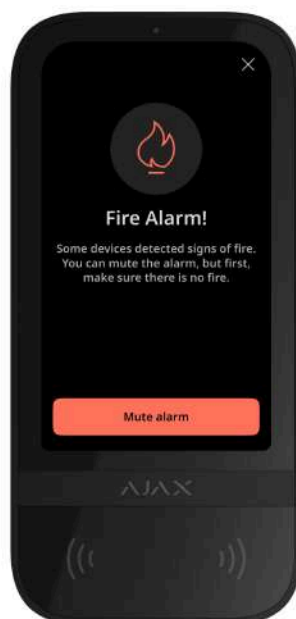 Fire Alarm!
Some devices detected signs of fire.
You can mute the alarm, but first,
make sure there is no fire.
Mute alarm
AJAX